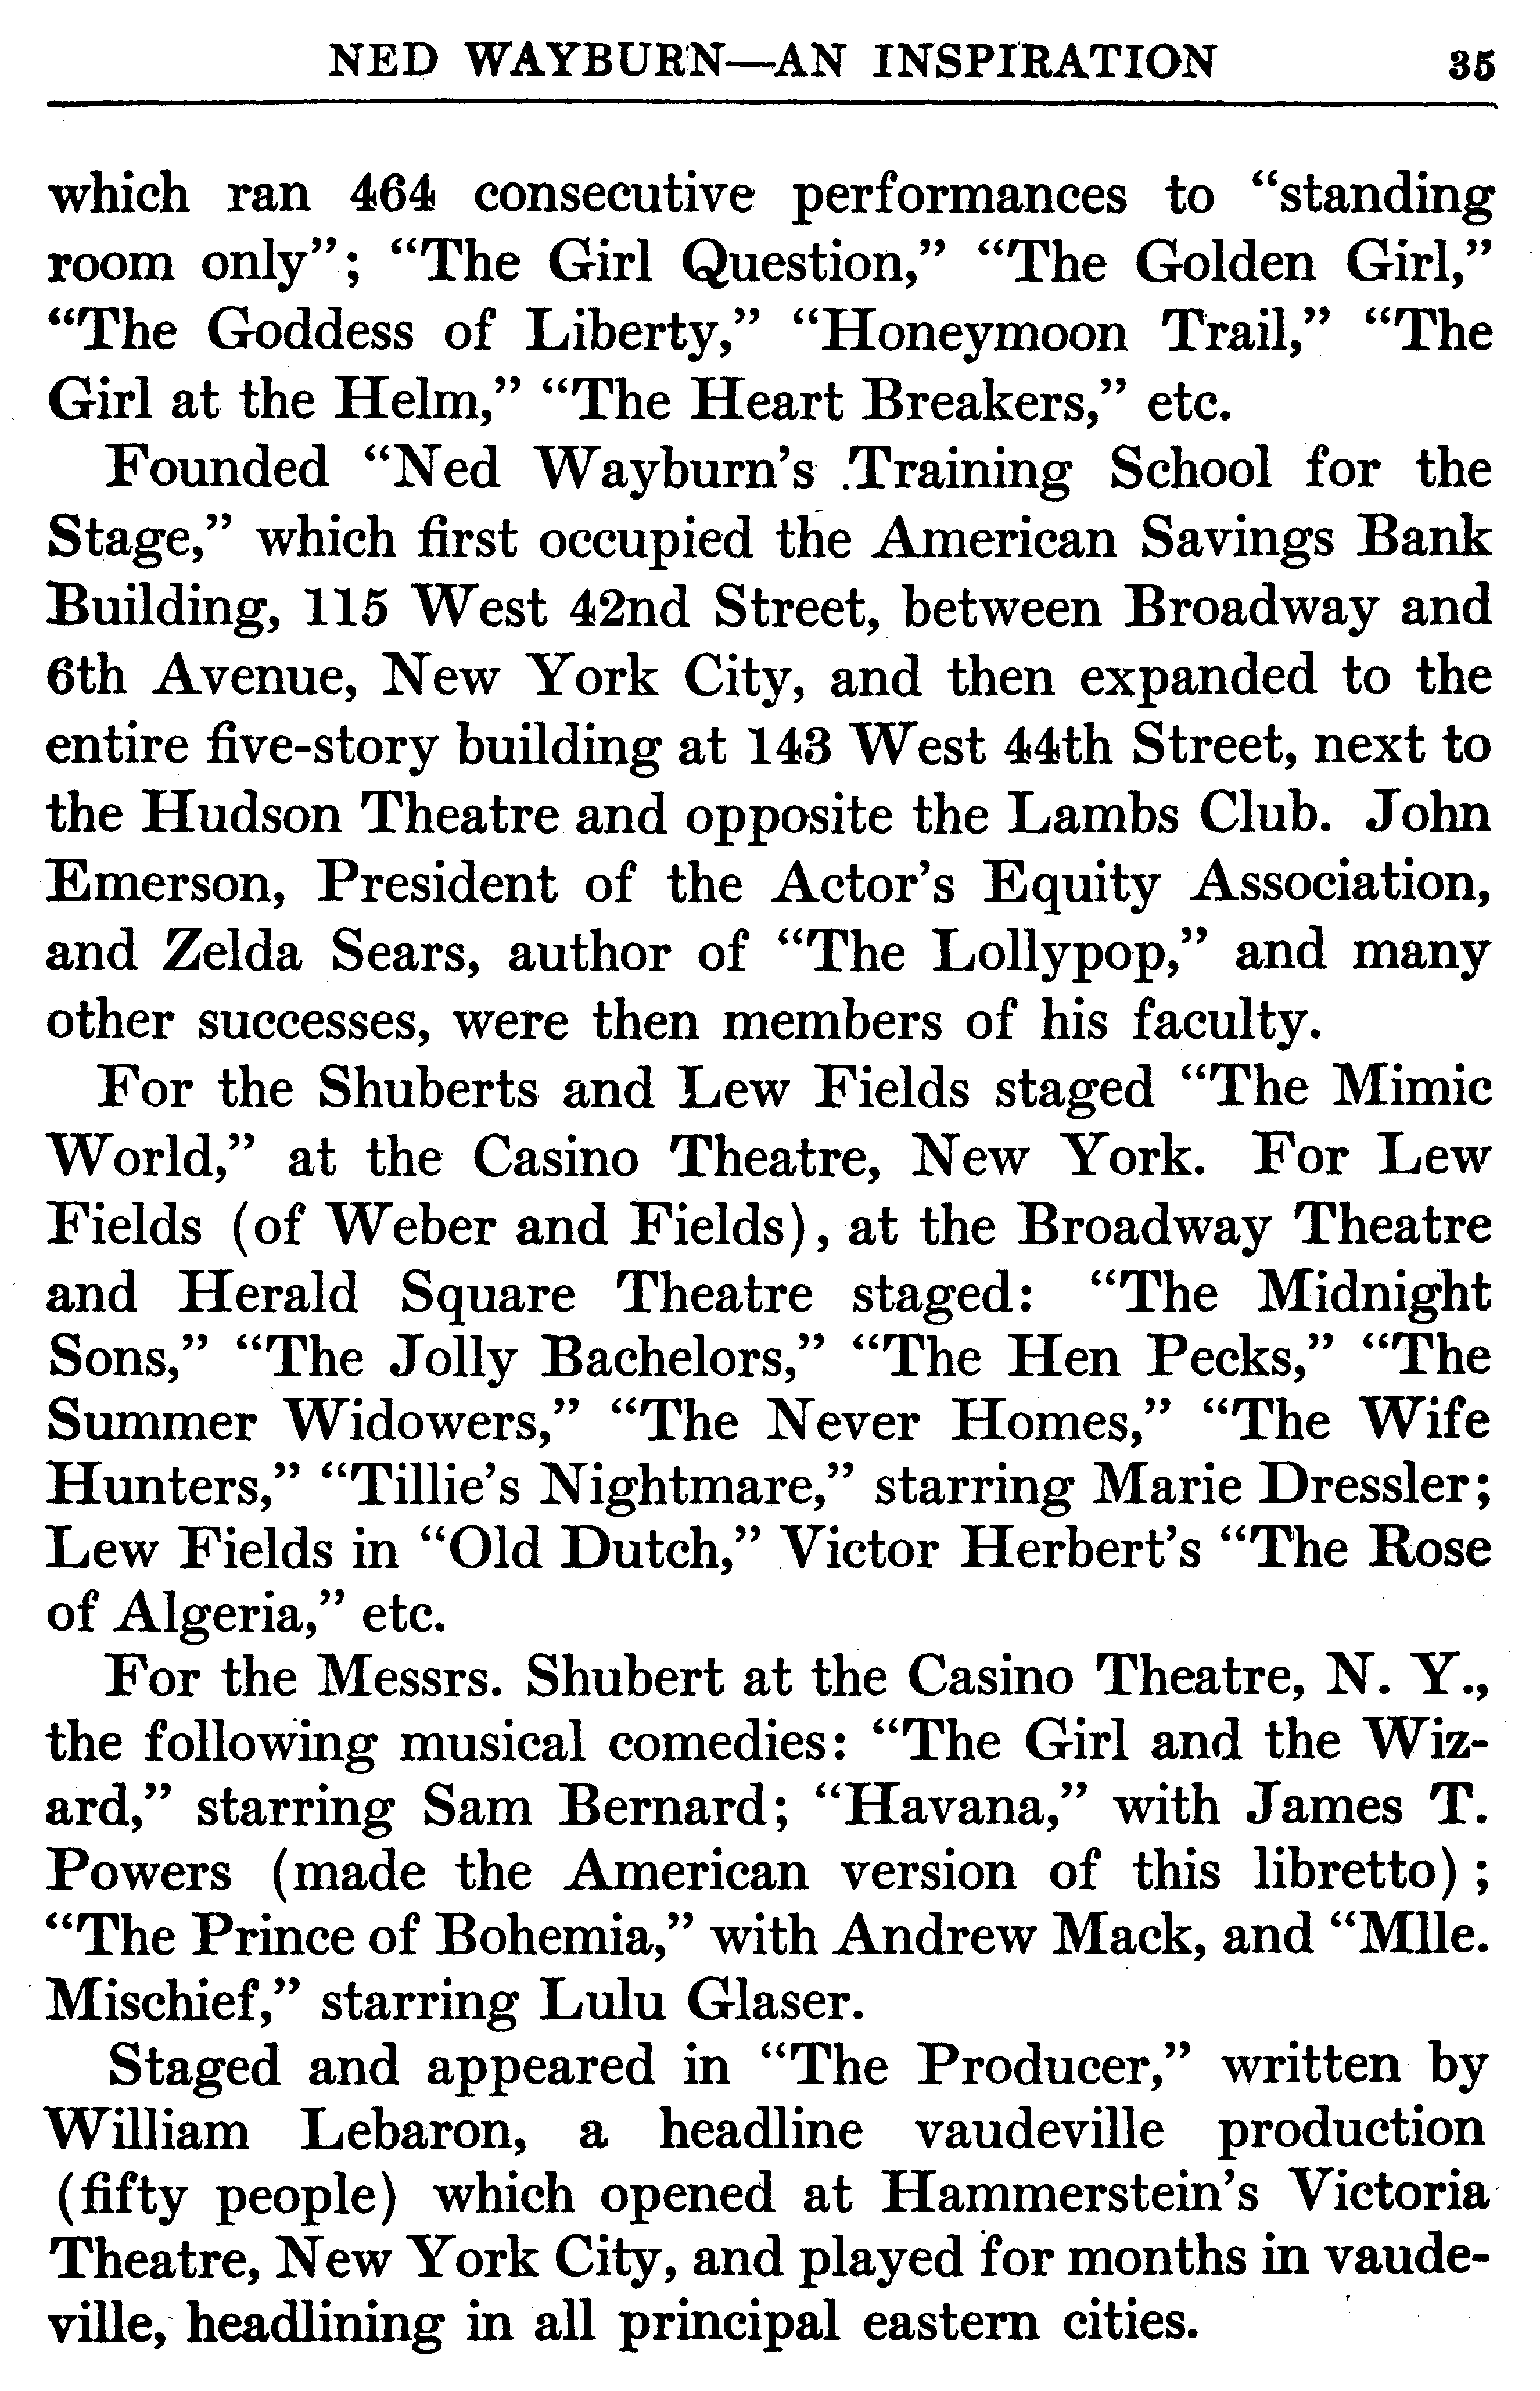 NED WAYBURN—AN INSPIRATION 35
which ran 464 consecutive performances to “standing
room only”; “The Girl Question,” “The Golden Girl,”
“The Goddess of Liberty,” “Honeymoon Trail,” “The
Girl at the Helm,” “The Heart Breakers,” etc.
Founded “Ned Wayburn’s Training School for the
Stage,” which first occupied the American Savings Bank
Building, 115 West 42nd Street, between Broadway and
6th Avenue, New York City, and then expanded to the
entire five-story building at 143 West 44th Street, next to
the Hudson Theatre and opposite the Lambs Club. John
Emerson, President of the Actor’s Equity Association,
and Zelda Sears, author of “The Lollypop,” and many
other successes, were then members of his faculty.
For the Shuberts and Lew Fields staged “The Mimic
World,” at the Casino Theatre, New York. For Lew
Fields (of Weber and Fields), at the Broadway Theatre
and Herald Square Theatre staged: “The Midnight
Sons,” “The Jolly Bachelors,” “The Hen Pecks,” “The
Summer Widowers,” “The Never Homes,” “The Wife
Hunters,” “Tillie’s Nightmare,” starring Marie Dressler;
Lew Fields in “Old Dutch,” Victor Herbert’s “The Rose
of Algeria,” etc.
For the Messrs. Shubert at the Casino Theatre, N. Y.,
the following musical comedies: “The Girl and the Wiz-
ard,” starring Sam Bernard; “Havana,” with James T.
Powers (made the American version of this libretto);
“The Prince of Bohemia,” with Andrew Mack, and “Mlle.
Mischief,” starring Lulu Glaser.
Staged and appeared in “The Producer,” written by
William Lebaron, a headline vaudeville production
(fifty people) which opened at Hammerstein’s Victoria
Theatre, New York City, and played for months in vaude-
ville, headlining in all principal eastern cities.